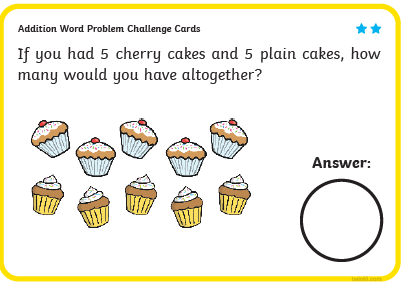 Addition Word Problem Challenge Cards
If you had 5 cherry cakes and 5 plain cakes, how
many would you have altogether?
Answer: